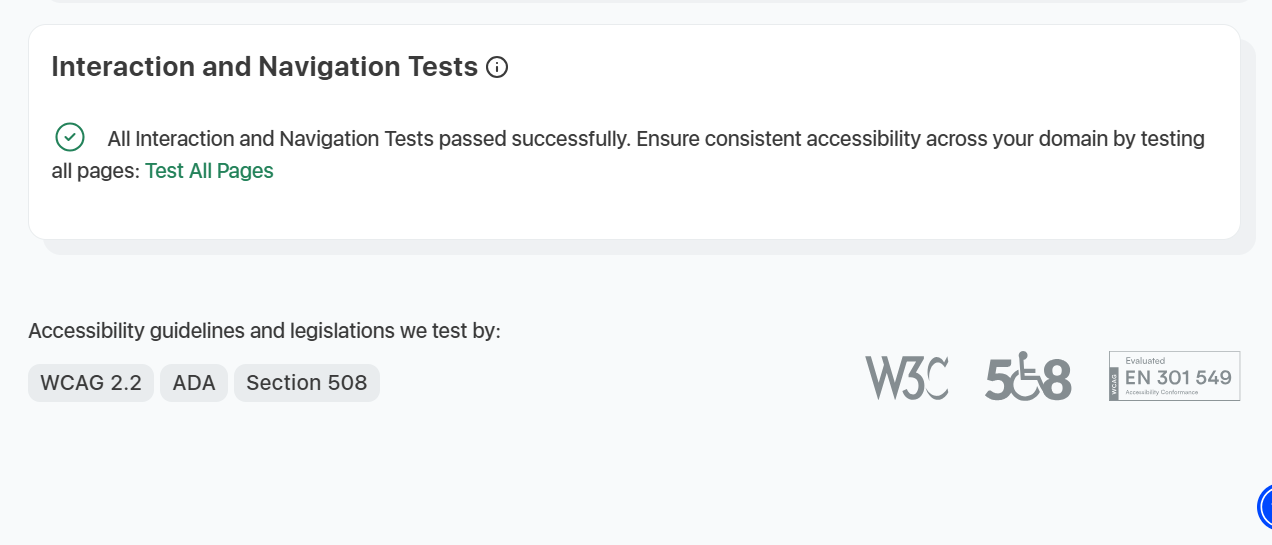 Interaction and Navigation Tests
All Interaction and Navigation Tests passed successfully. Ensure consistent accessibility across your domain by testing
all pages: Test All Pages
Accessibility guidelines and legislations we test by:
WCAG 2.2 ADA Section 508
W3C 508 WCAG Evaluated
EN 301 549
Accessibility Conformance